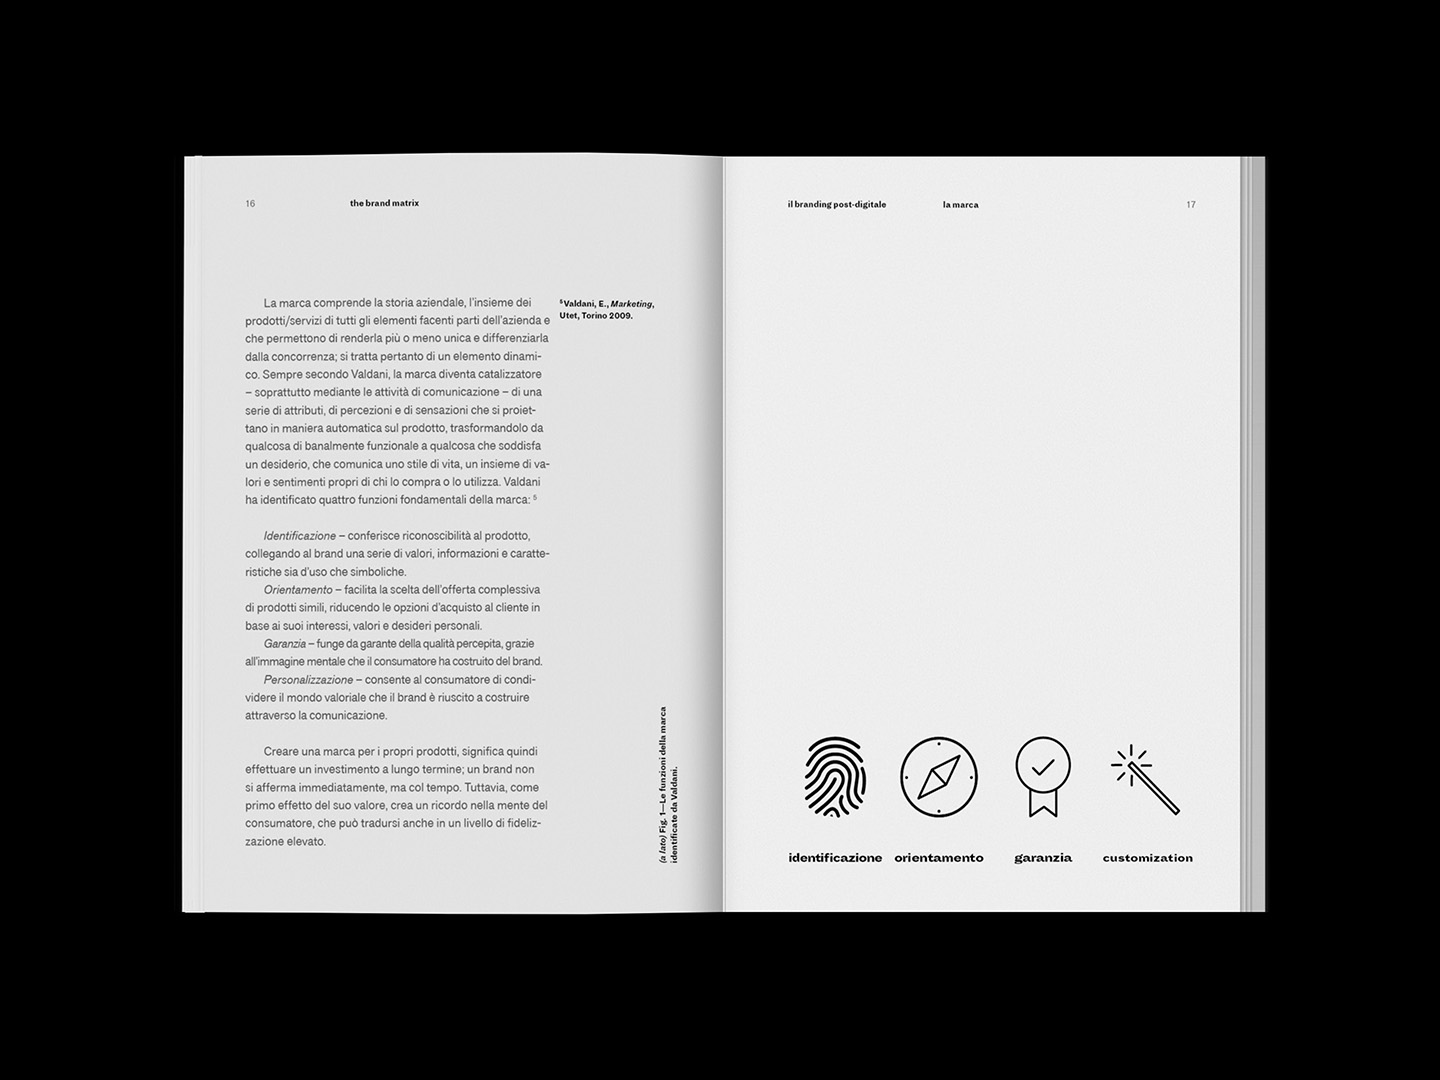 16
the brand matrix
La marca comprende la storia aziendale, l'insieme dei
prodotti/servizi di tutti gli elementi facenti parti dell'azienda e
che permettono di renderla più o meno unica e differenziarla
dalla concorrenza; si tratta pertanto di un elemento dinami-
co. Sempre secondo Valdani, la marca diventa catalizzatore
– soprattutto mediante le attività di comunicazione – di una
serie di attributi, di percezioni e di sensazioni che si proiet-
tano in maniera automatica sul prodotto, trasformandolo da
qualcosa di banalmente funzionale a qualcosa che soddisfa
un desiderio, che comunica uno stile di vita, un insieme di va-
lori e sentimenti propri di chi lo compra o lo utilizza. Valdani
ha identificato quattro funzioni fondamentali della marca: ⁵
Identificazione – conferisce riconoscibilità al prodotto,
collegando al brand una serie di valori, informazioni e caratte-
ristiche sia d'uso che simboliche.
Orientamento – facilita la scelta dell'offerta complessiva
di prodotti simili, riducendo le opzioni d'acquisto al cliente in
base ai suoi interessi, valori e desideri personali.
Garanzia – funge da garante della qualità percepita, grazie
all'immagine mentale che il consumatore ha costruito del brand.
Personalizzazione – consente al consumatore di condi-
videre il mondo valoriale che il brand è riuscito a costruire
attraverso la comunicazione.
Creare una marca per i propri prodotti, significa quindi
effettuare un investimento a lungo termine; un brand non
si afferma immediatamente, ma col tempo. Tuttavia, come
primo effetto del suo valore, crea un ricordo nella mente del
consumatore, che può tradursi anche in un livello di fideliz-
zazione elevato.
⁵Valdani, E., Marketing,
Utet, Torino 2009.
(a lato) Fig. 1—Le funzioni della marca
identificate da Valdani.
il branding post-digitale
la marca
17
identificazione
orientamento
garanzia
customization